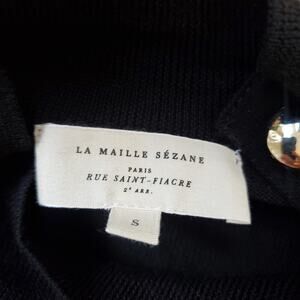 LA MAILLE SÉZANE
PARIS
RUE SAINT-FIACRE
2e ARR.
S